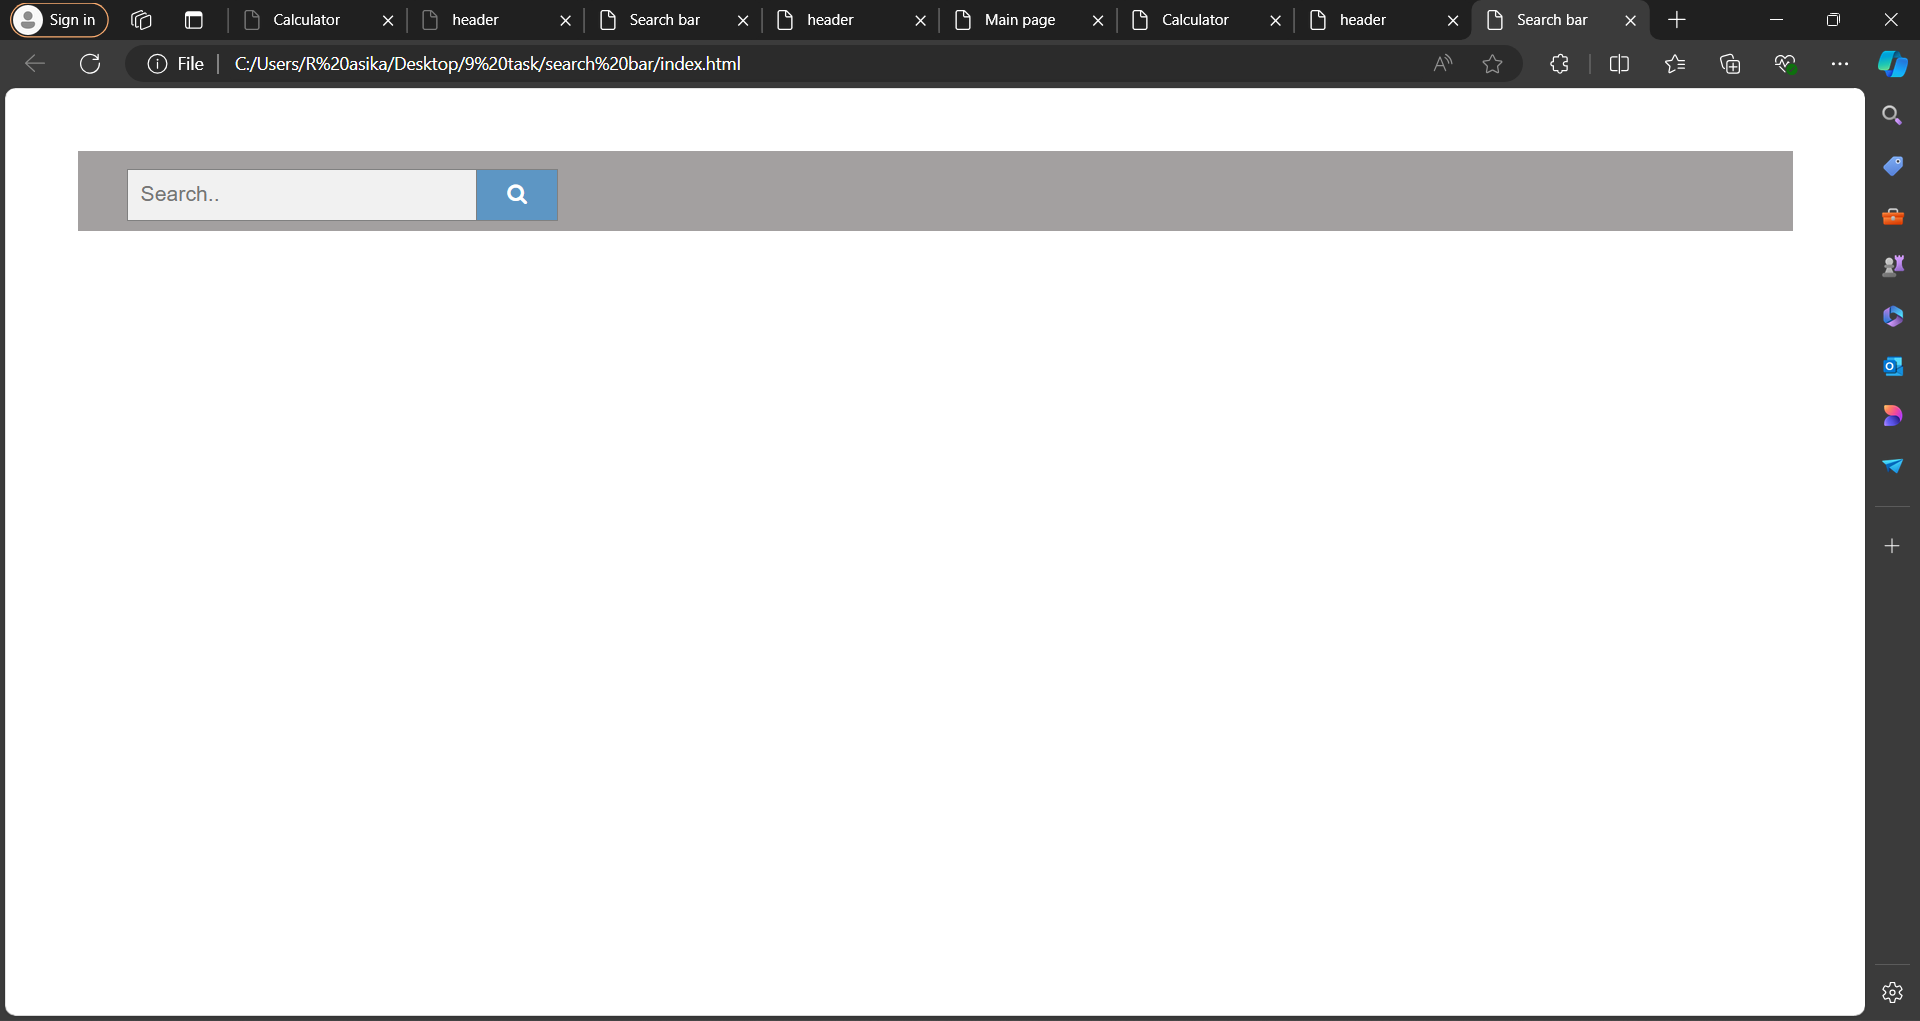 Sign in
Calculator
header
Search bar
header
Main page
Calculator
header
Search bar
File
C:/Users/R%20asika/Desktop/9%20task/search%20bar/index.html
Search..